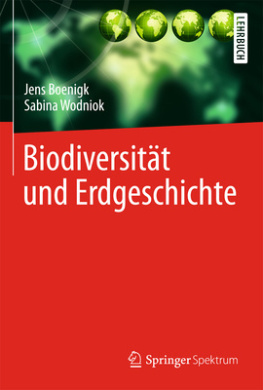 LEHRBUCH
Jens Boenigk
Sabina Wodniok
Biodiversität
und Erdgeschichte
Springer Spektrum